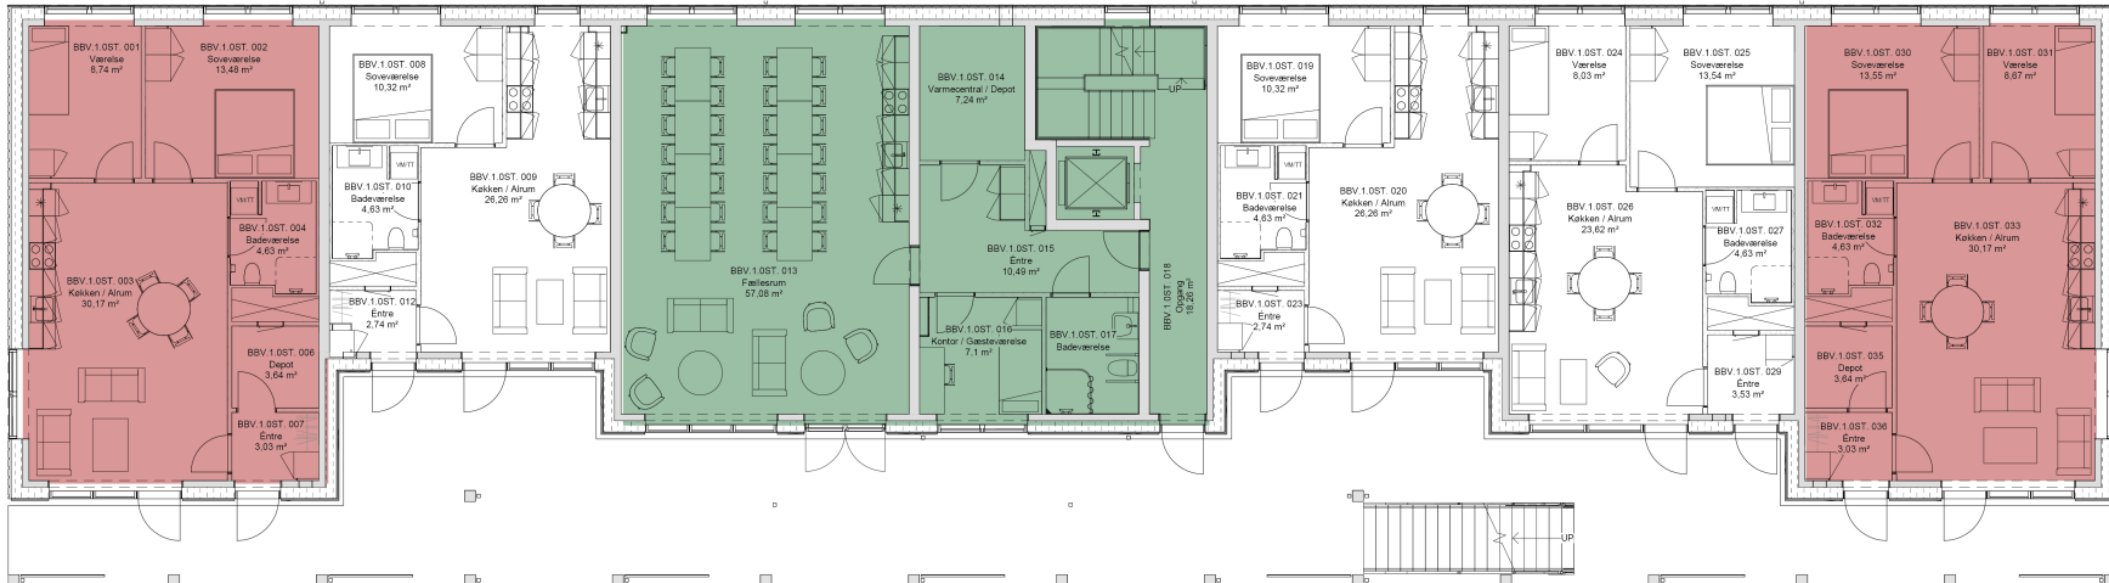 BBV.1.0ST. 001
Værelse
8,74 m²
BBV.1.0ST. 002
Soveværelse
13,48 m²
BBV.1.0ST. 003
Køkken / Alrum
30,17 m²
VM/TT
BBV.1.0ST. 004
Badeværelse
4,63 m²
BBV.1.0ST. 006
Depot
3,64 m²
BBV.1.0ST. 007
Éntre
3,03 m²
BBV.1.0ST. 008
Soveværelse
10,32 m²
VM/TT
BBV.1.0ST. 010
Badeværelse
4,63 m²
BBV.1.0ST. 009
Køkken / Alrum
26,26 m²
BBV.1.0ST. 012
Éntre
2,74 m²
BBV.1.0ST. 013
Fællesrum
57,08 m²
BBV.1.0ST. 014
Varmecentral / Depot
7,24 m²
UP
BBV.1.0ST. 015
Éntre
10,49 m²
BBV.1.0ST. 016
Kontor / Gæsteværelse
7,1 m²
BBV.1.0ST. 017
Badeværelse
BBV.1.0ST. 018
Opgang
18,26 m²
BBV.1.0ST. 019
Soveværelse
10,32 m²
VM/TT
BBV.1.0ST. 021
Badeværelse
4,63 m²
BBV.1.0ST. 020
Køkken / Alrum
26,26 m²
BBV.1.0ST. 023
Éntre
2,74 m²
BBV.1.0ST. 024
Værelse
8,03 m²
BBV.1.0ST. 025
Soveværelse
13,54 m²
BBV.1.0ST. 026
Køkken / Alrum
23,62 m²
VM/TT
BBV.1.0ST. 027
Badeværelse
4,63 m²
BBV.1.0ST. 029
Éntre
3,53 m²
BBV.1.0ST. 030
Soveværelse
13,55 m²
BBV.1.0ST. 031
Værelse
8,67 m²
VM/TT
BBV.1.0ST. 032
Badeværelse
4,63 m²
BBV.1.0ST. 033
Køkken / Alrum
30,17 m²
BBV.1.0ST. 035
Depot
3,64 m²
BBV.1.0ST. 036
Éntre
3,03 m²
UP